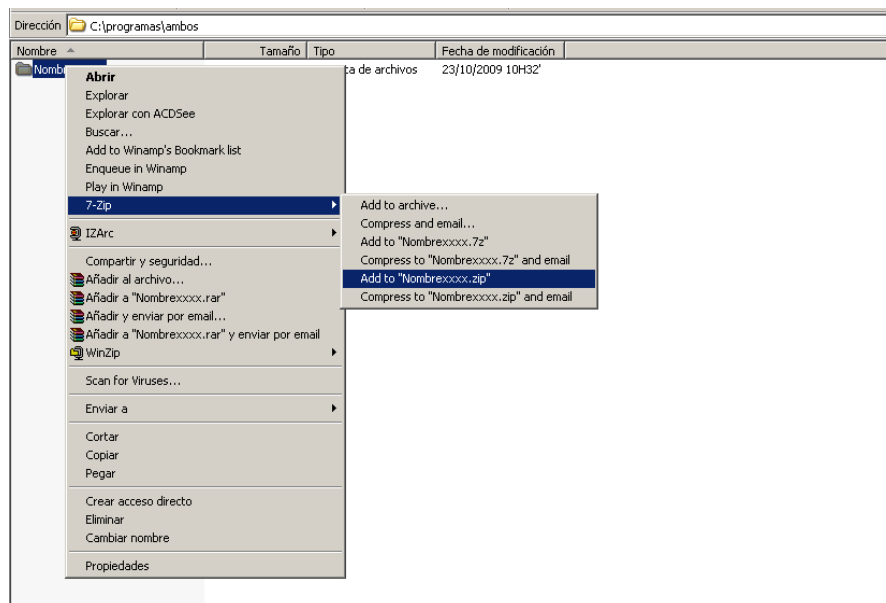 Dirección C:\programas\ambos
Nombre Tamaño Tipo Fecha de modificación
Nomb ta de archivos 23/10/2009 10H32'
Abrir
Explorar
Explorar con ACDSee
Buscar...
Add to Winamp's Bookmark list
Enqueue in Winamp
Play in Winamp
7-Zip
IZArc
Compartir y seguridad...
Añadir al archivo...
Añadir a "Nombrexxxx.rar"
Añadir y enviar por email...
Añadir a "Nombrexxxx.rar" y enviar por email
WinZip
Scan for Viruses...
Enviar a
Cortar
Copiar
Pegar
Crear acceso directo
Eliminar
Cambiar nombre
Propiedades
Add to archive...
Compress and email...
Add to "Nombrexxxx.7z"
Compress to "Nombrexxxx.7z" and email
Add to "Nombrexxxx.zip"
Compress to "Nombrexxxx.zip" and email